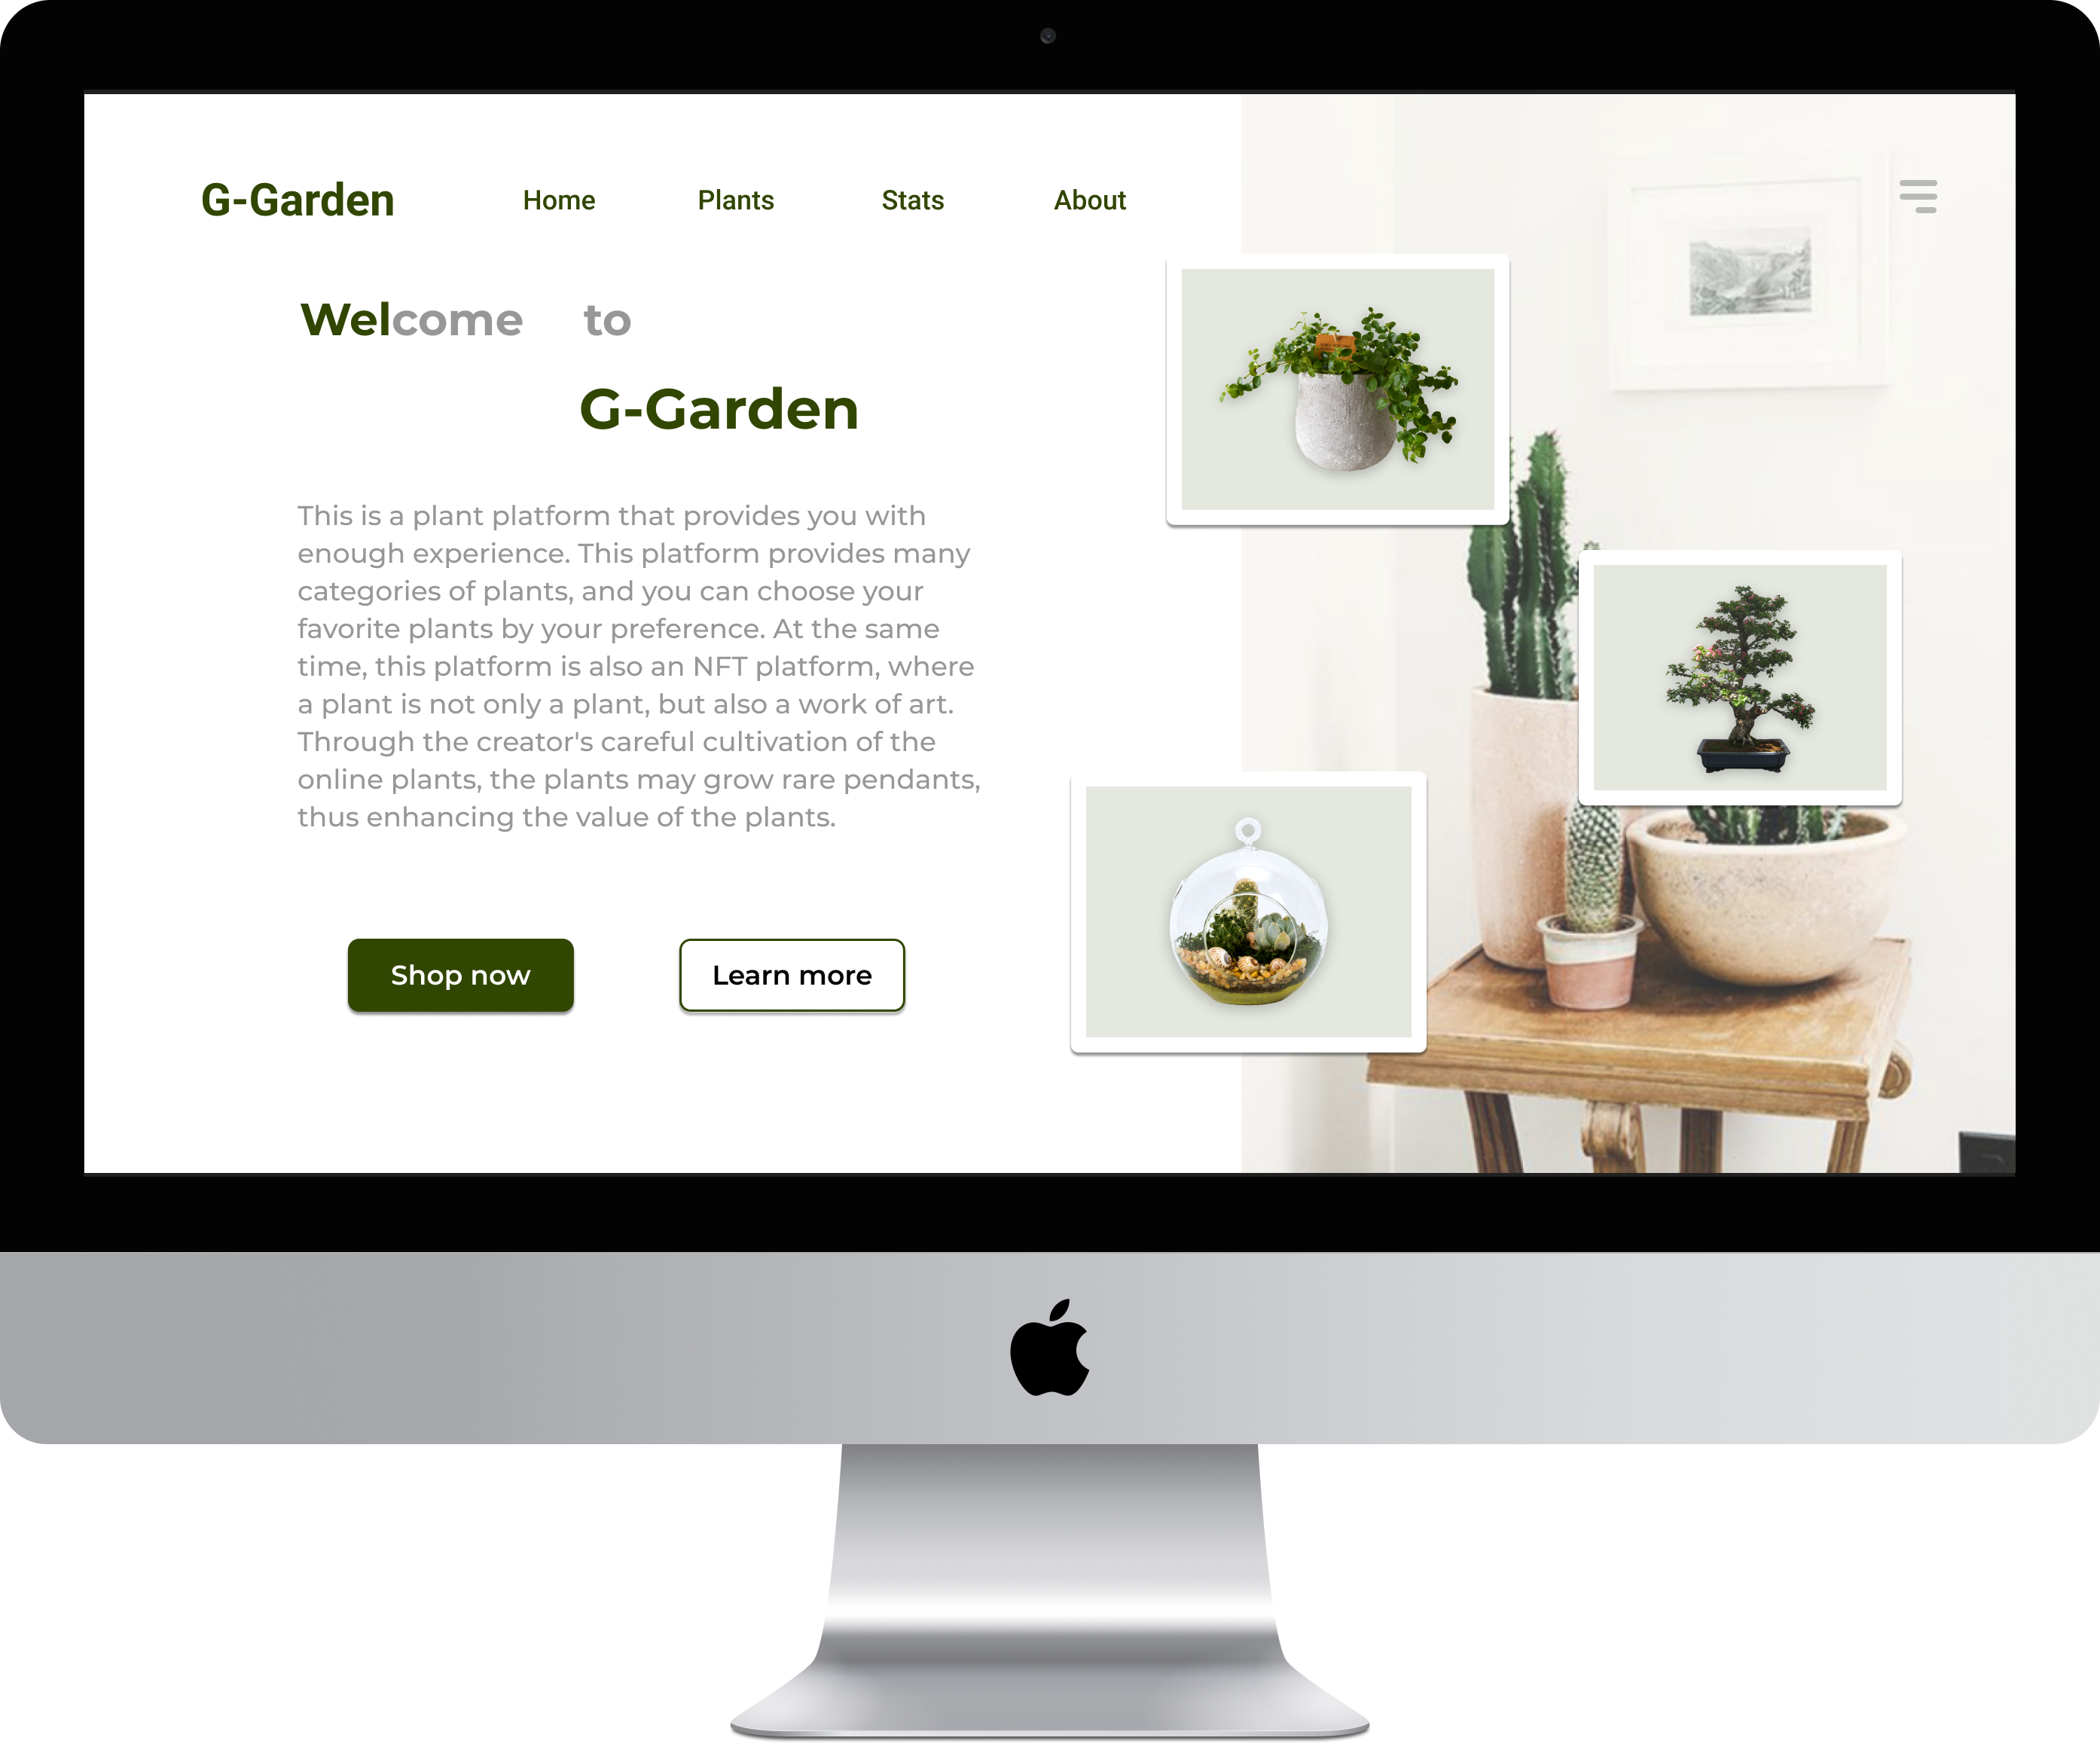 G-Garden Home Plants Stats About
Welcome to
G-Garden
This is a plant platform that provides you with
enough experience. This platform provides many
categories of plants, and you can choose your
favorite plants by your preference. At the same
time, this platform is also an NFT platform, where
a plant is not only a plant, but also a work of art.
Through the creator's careful cultivation of the
online plants, the plants may grow rare pendants,
thus enhancing the value of the plants.
Shop now Learn more